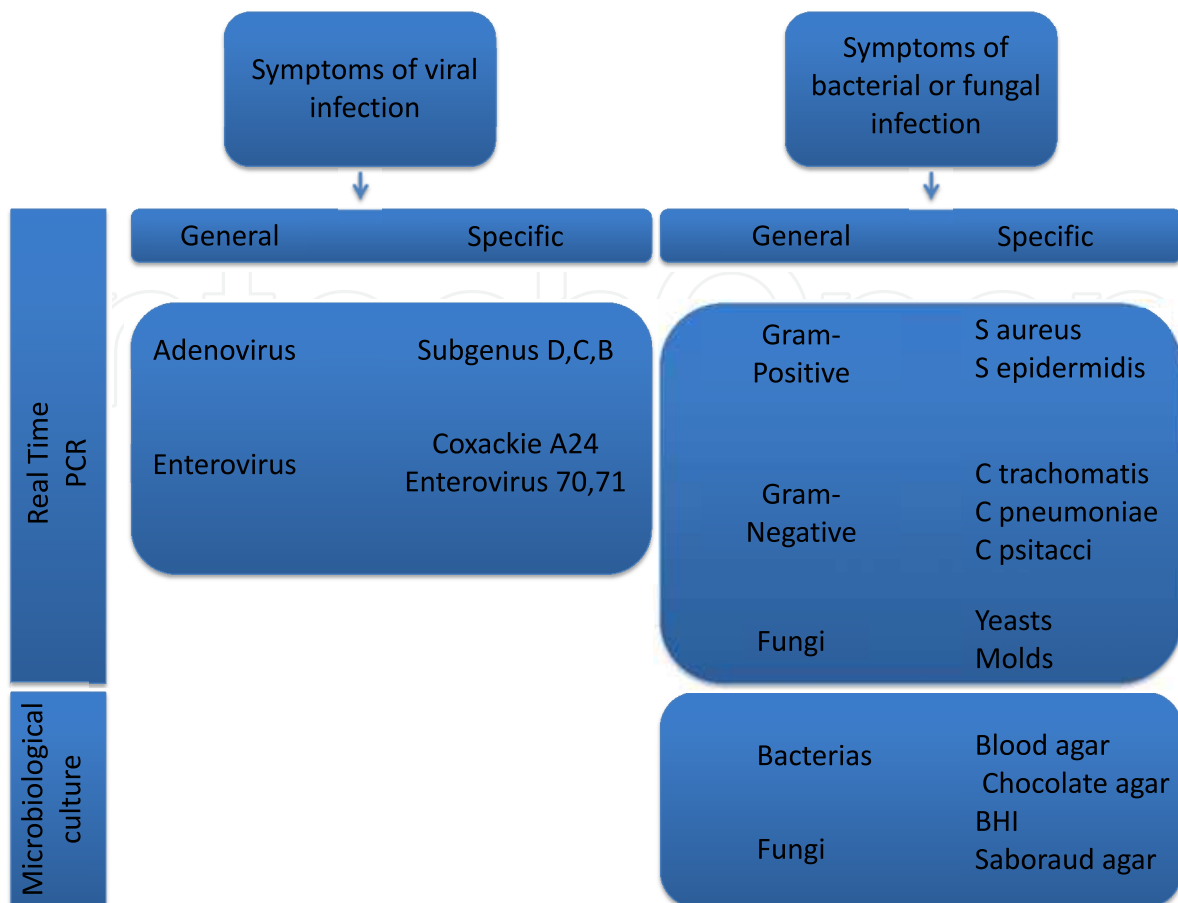 Symptoms of viral
infection
Symptoms of
bacterial or fungal
infection
General
Specific
General
Specific
Real Time
PCR
Adenovirus
Subgenus D,C,B
Enterovirus
Coxackie A24
Enterovirus 70,71
Gram-
Positive
S aureus
S epidermidis
Gram-
Negative
C trachomatis
C pneumoniae
C psitacci
Fungi
Yeasts
Molds
Microbiological
culture
Bacterias
Blood agar
Chocolate agar
Fungi
BHI
Saboraud agar